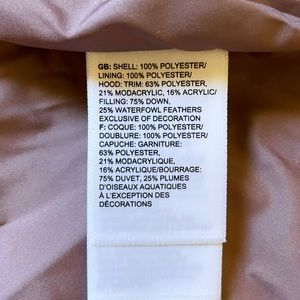 GB: SHELL: 100% POLYESTER/
LINING: 100% POLYESTER/
HOOD: TRIM: 63% POLYESTER,
21% MODACRYLIC, 16% ACRYLIC/
FILLING: 75% DOWN,
25% WATERFOWL FEATHERS
EXCLUSIVE OF DECORATION
F: COQUE: 100% POLYESTER/
DOUBLURE: 100% POLYESTER/
CAPUCHE: GARNITURE:
63% POLYESTER,
21% MODACRYLIQUE,
16% ACRYLIQUE/BOURRAGE:
75% DUVET, 25% PLUMES
D'OISEAUX AQUATIQUES
À L'EXCEPTION DES
DÉCORATIONS